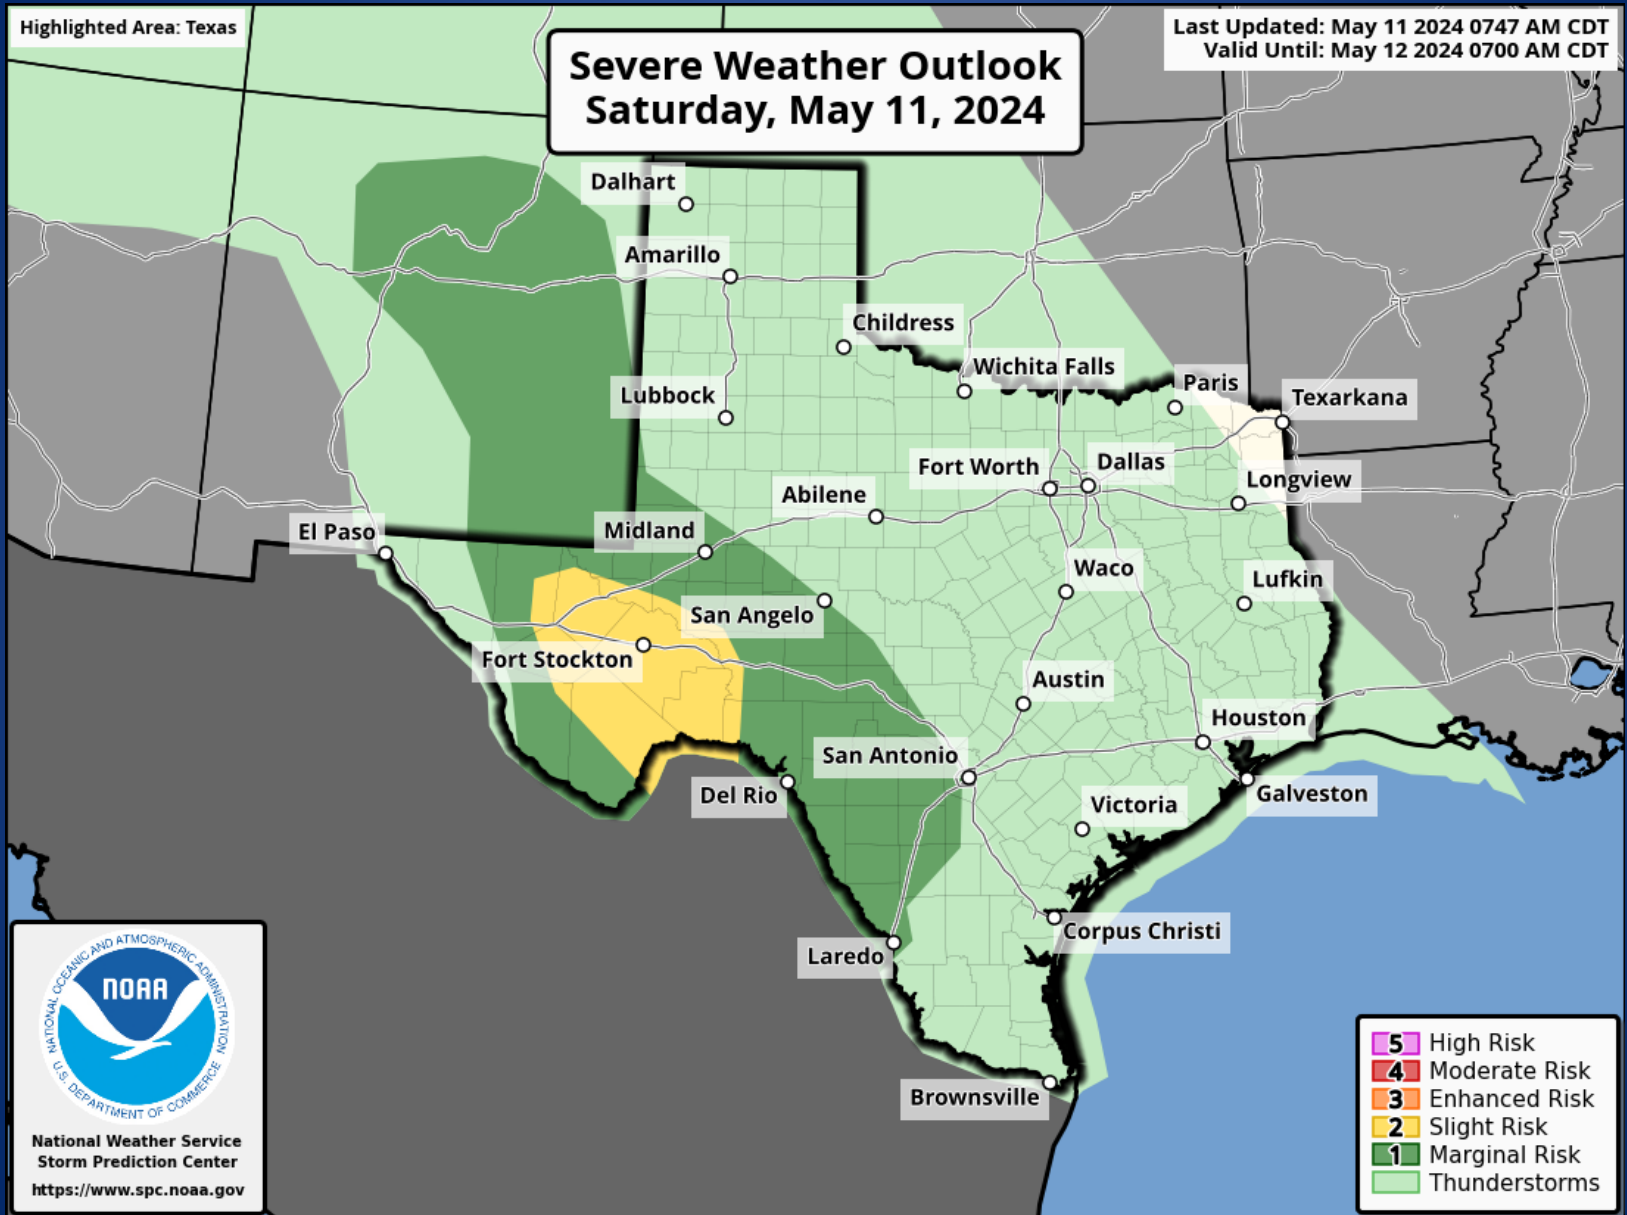 Highlighted Area: Texas
Severe Weather Outlook
Saturday, May 11, 2024
Last Updated: May 11 2024 0747 AM CDT
Valid Until: May 12 2024 0700 AM CDT
Dalhart
Amarillo
Childress
Wichita Falls
Paris
Texarkana
Lubbock
Fort Worth
Dallas
Longview
Abilene
El Paso
Midland
Waco
Lufkin
San Angelo
Fort Stockton
Austin
Houston
San Antonio
Del Rio
Galveston
Victoria
Corpus Christi
Laredo
Brownsville
NATIONAL OCEANIC AND ATMOSPHERIC ADMINISTRATION
NOAA
U.S. DEPARTMENT OF COMMERCE
National Weather Service
Storm Prediction Center
https://www.spc.noaa.gov
5 High Risk
4 Moderate Risk
3 Enhanced Risk
2 Slight Risk
1 Marginal Risk
Thunderstorms